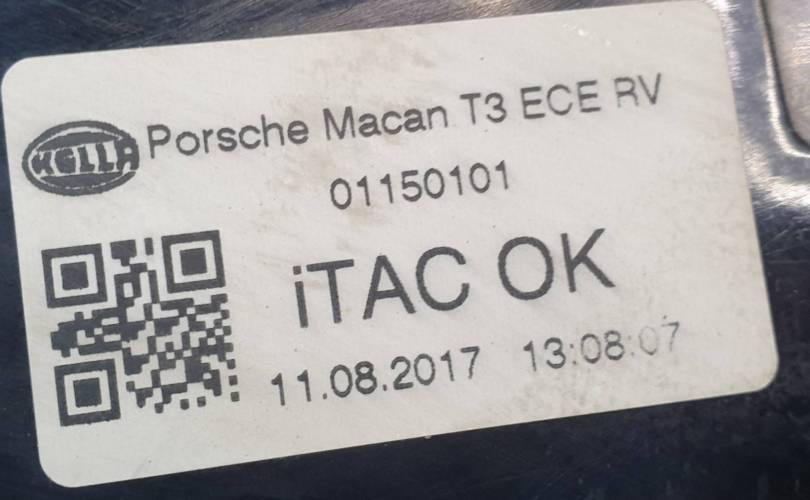 HELLA
Porsche Macan T3 ECE RV
01150101
iTAC OK
11.08.2017 13:08:07